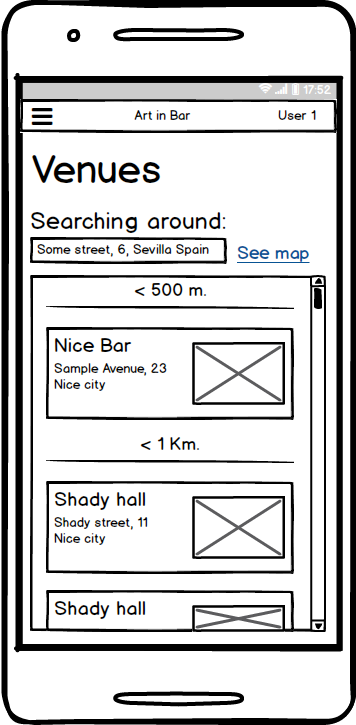 17:52
Art in Bar
User 1
Venues
Searching around:
Some street, 6, Sevilla Spain
See map
< 500 m.
Nice Bar
Sample Avenue, 23
Nice city
< 1 Km.
Shady hall
Shady street, 11
Nice city
Shady hall